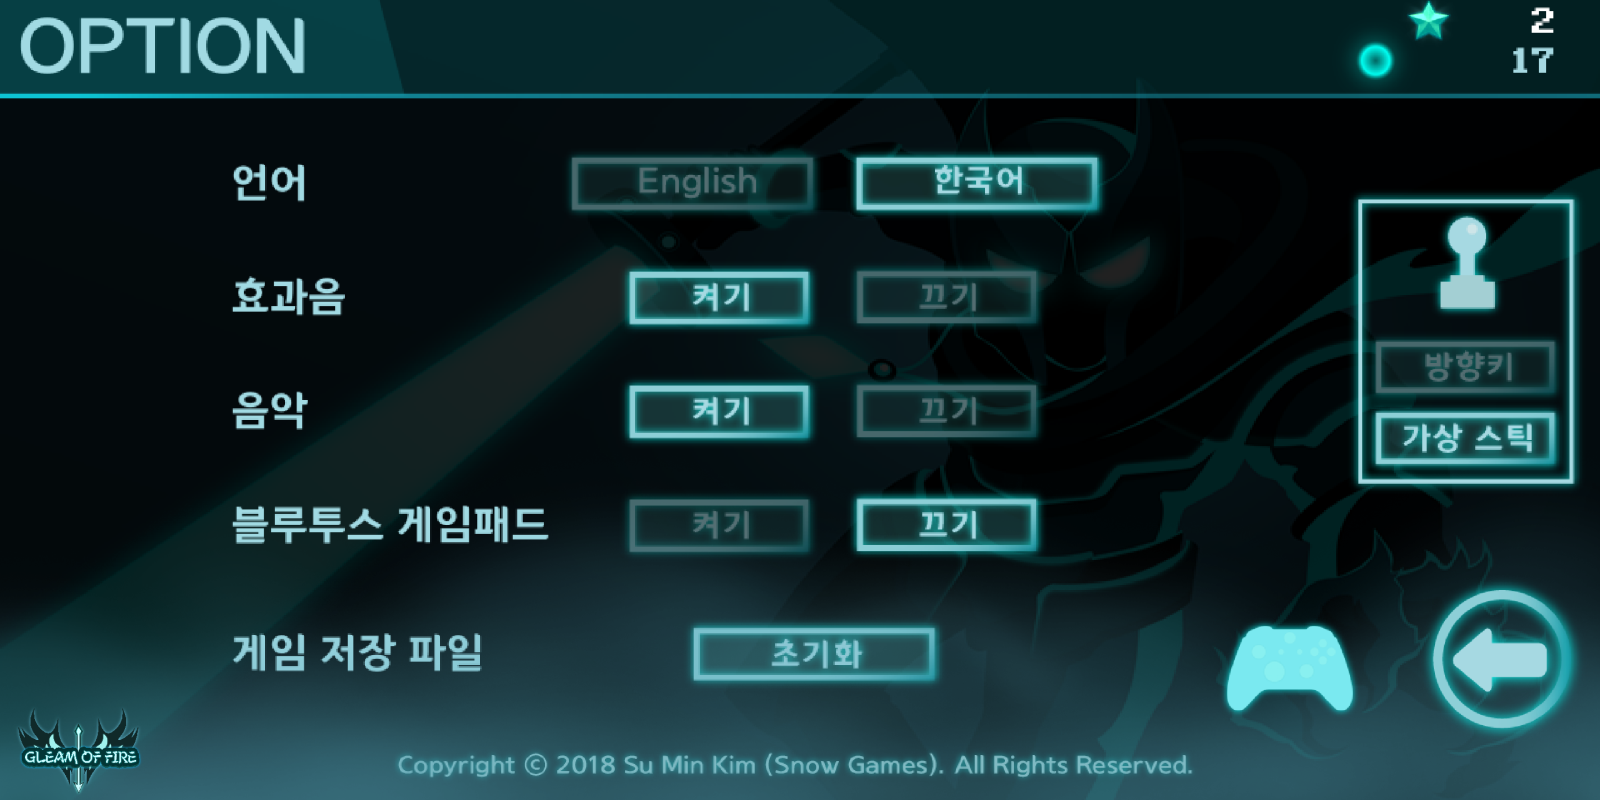 OPTION
2
17
언어 English 한국어
효과음 켜기 끄기
음악 켜기 끄기
블루투스 게임패드 켜기 끄기
게임 저장 파일 초기화
방향키
가상 스틱
GLEAM OF FIRE
Copyright © 2018 Su Min Kim (Snow Games). All Rights Reserved.